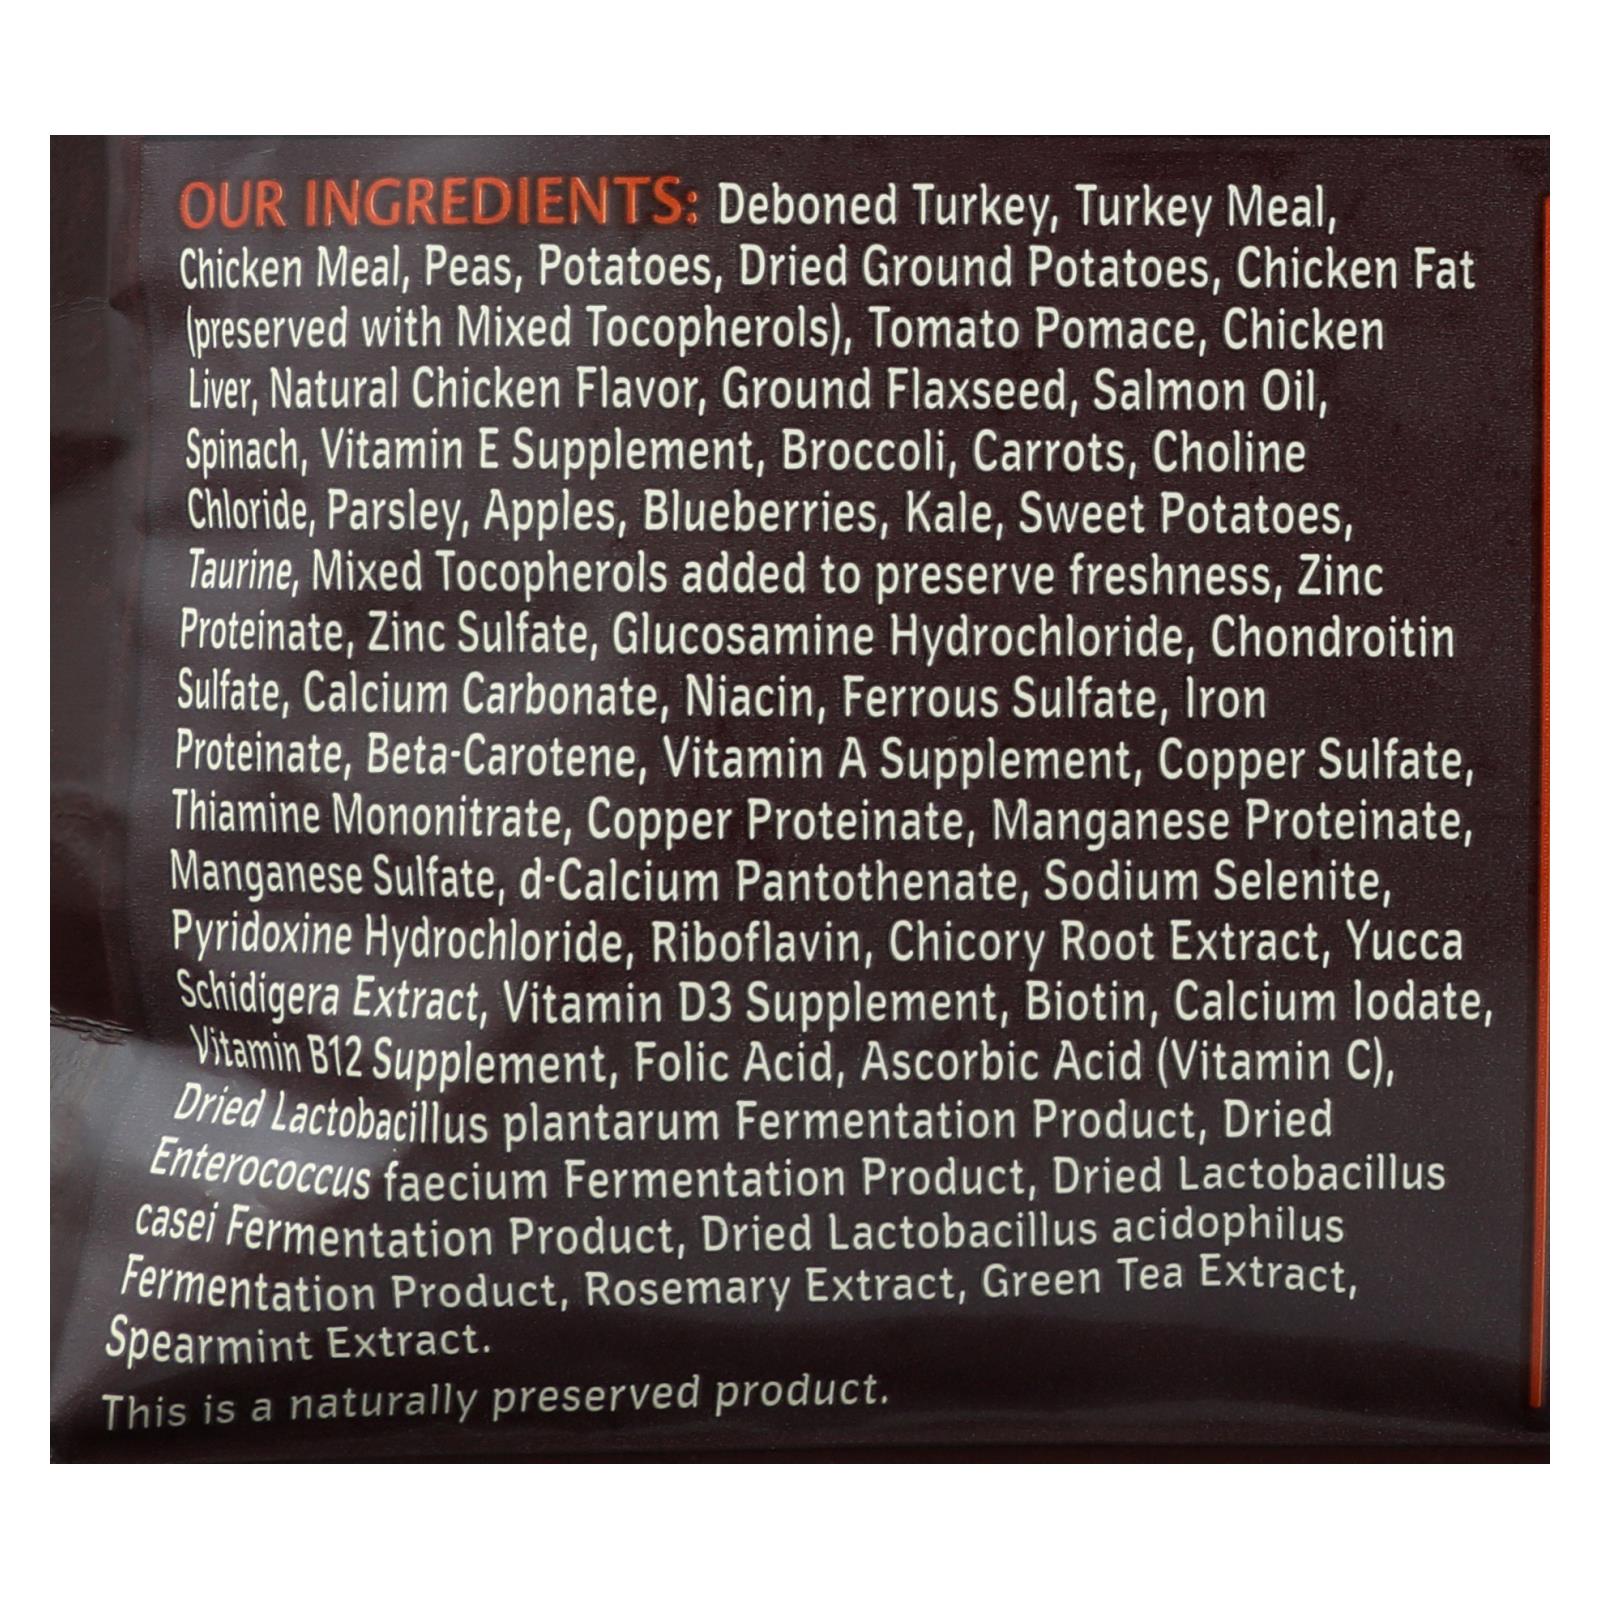 OUR INGREDIENTS: Deboned Turkey, Turkey Meal,
Chicken Meal, Peas, Potatoes, Dried Ground Potatoes, Chicken Fat
(preserved with Mixed Tocopherols), Tomato Pomace, Chicken
Liver, Natural Chicken Flavor, Ground Flaxseed, Salmon Oil,
Spinach, Vitamin E Supplement, Broccoli, Carrots, Choline
Chloride, Parsley, Apples, Blueberries, Kale, Sweet Potatoes,
Taurine, Mixed Tocopherols added to preserve freshness, Zinc
Proteinate, Zinc Sulfate, Glucosamine Hydrochloride, Chondroitin
Sulfate, Calcium Carbonate, Niacin, Ferrous Sulfate, Iron
Proteinate, Beta-Carotene, Vitamin A Supplement, Copper Sulfate,
Thiamine Mononitrate, Copper Proteinate, Manganese Proteinate,
Manganese Sulfate, d-Calcium Pantothenate, Sodium Selenite,
Pyridoxine Hydrochloride, Riboflavin, Chicory Root Extract, Yucca
Schidigera Extract, Vitamin D3 Supplement, Biotin, Calcium Iodate,
Vitamin B12 Supplement, Folic Acid, Ascorbic Acid (Vitamin C),
Dried Lactobacillus plantarum Fermentation Product, Dried
Enterococcus faecium Fermentation Product, Dried Lactobacillus
casei Fermentation Product, Dried Lactobacillus acidophilus
Fermentation Product, Rosemary Extract, Green Tea Extract,
Spearmint Extract.
This is a naturally preserved product.